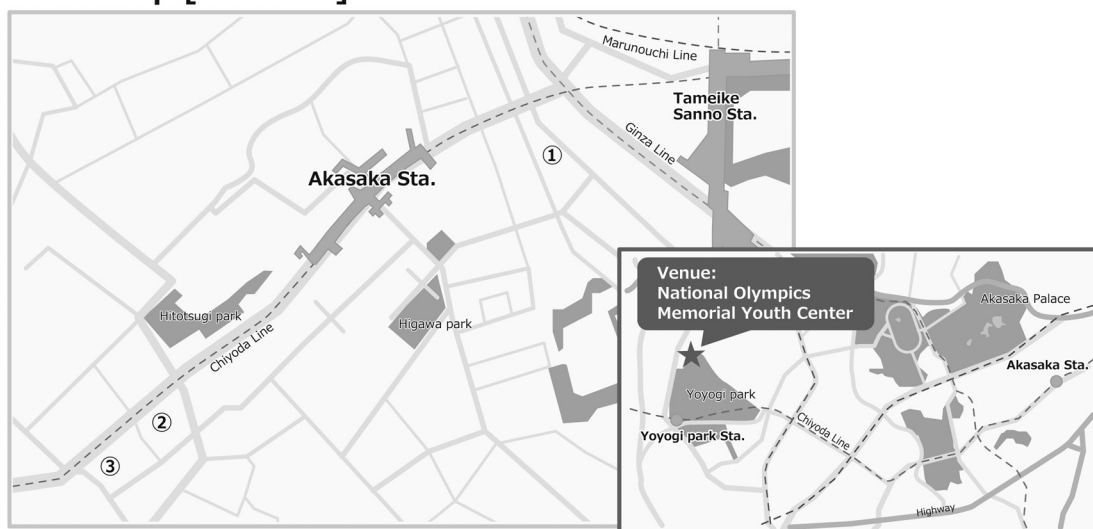 Marunouchi Line
Tameike
Sanno Sta.
Ginza Line
①
Akasaka Sta.
Hitotsugi park
Higawa park
Chiyoda Line
②
③
Venue:
National Olympics
Memorial Youth Center
Akasaka Palace
Akasaka Sta.
Yoyogi park
Chiyoda Line
Yoyogi park Sta.
Highway